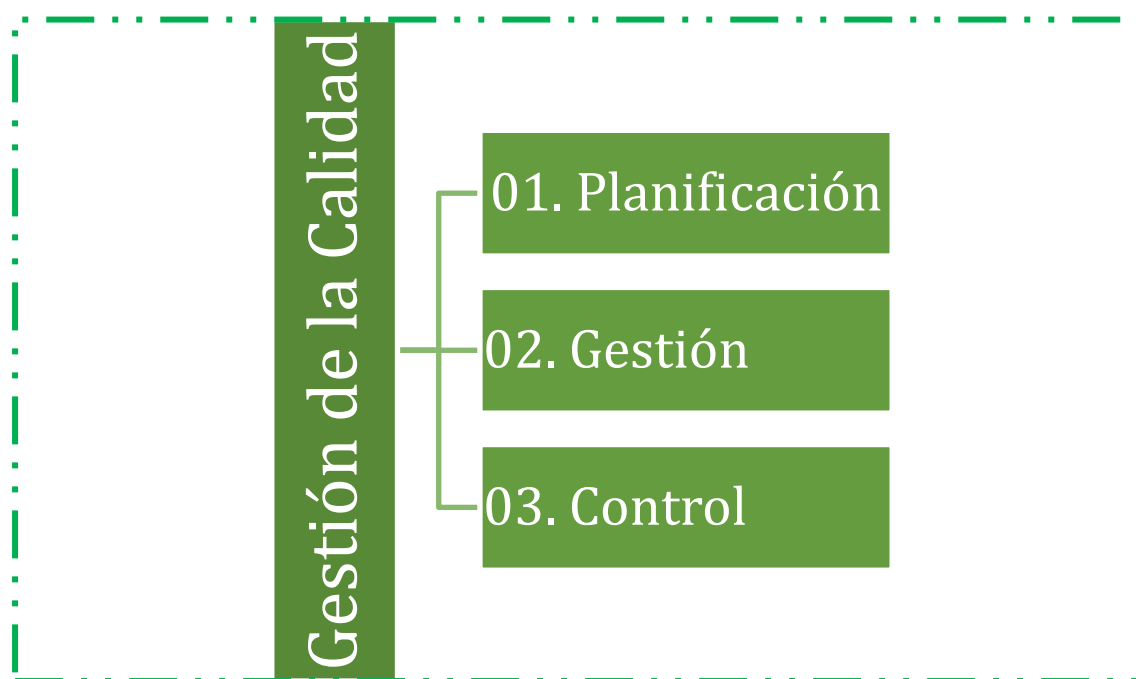 Gestión de la Calidad
01. Planificación
02. Gestión
03. Control